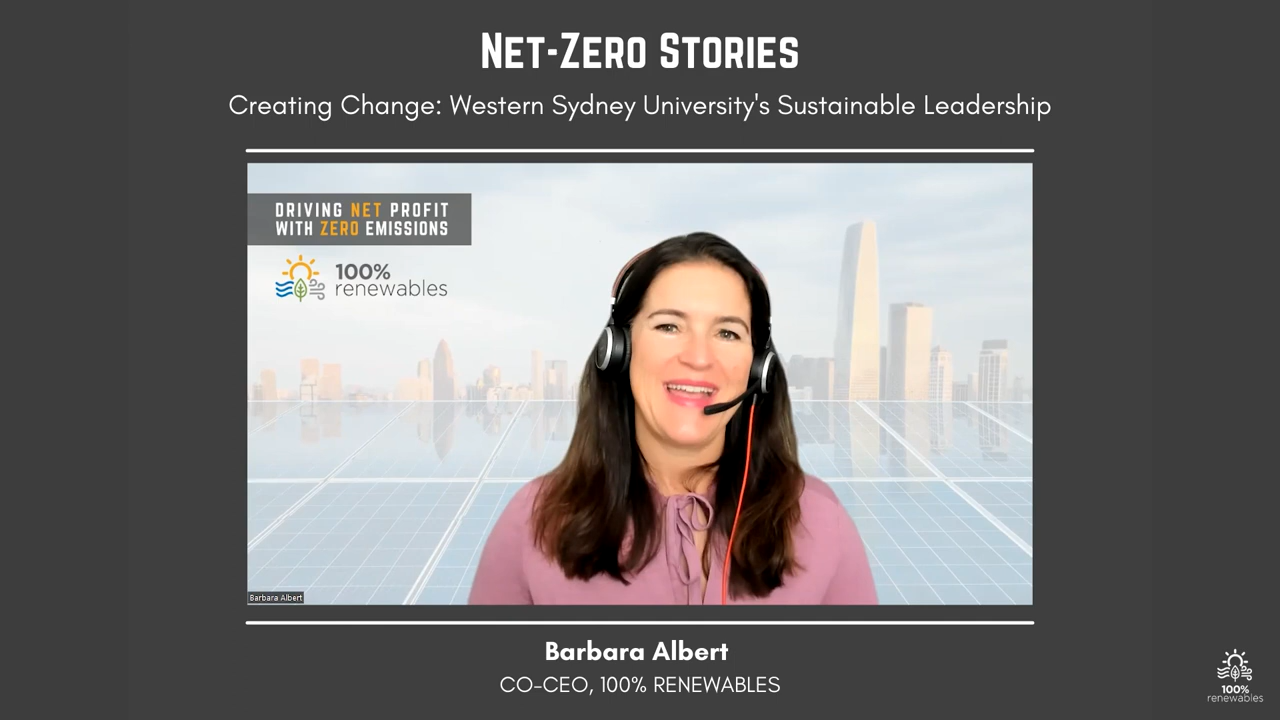 NET-ZERO STORIES
Creating Change: Western Sydney University's Sustainable Leadership
DRIVING NET PROFIT
WITH ZERO EMISSIONS
100%
renewables
Barbara Albert
Barbara Albert
CO-CEO, 100% RENEWABLES
100%
renewables